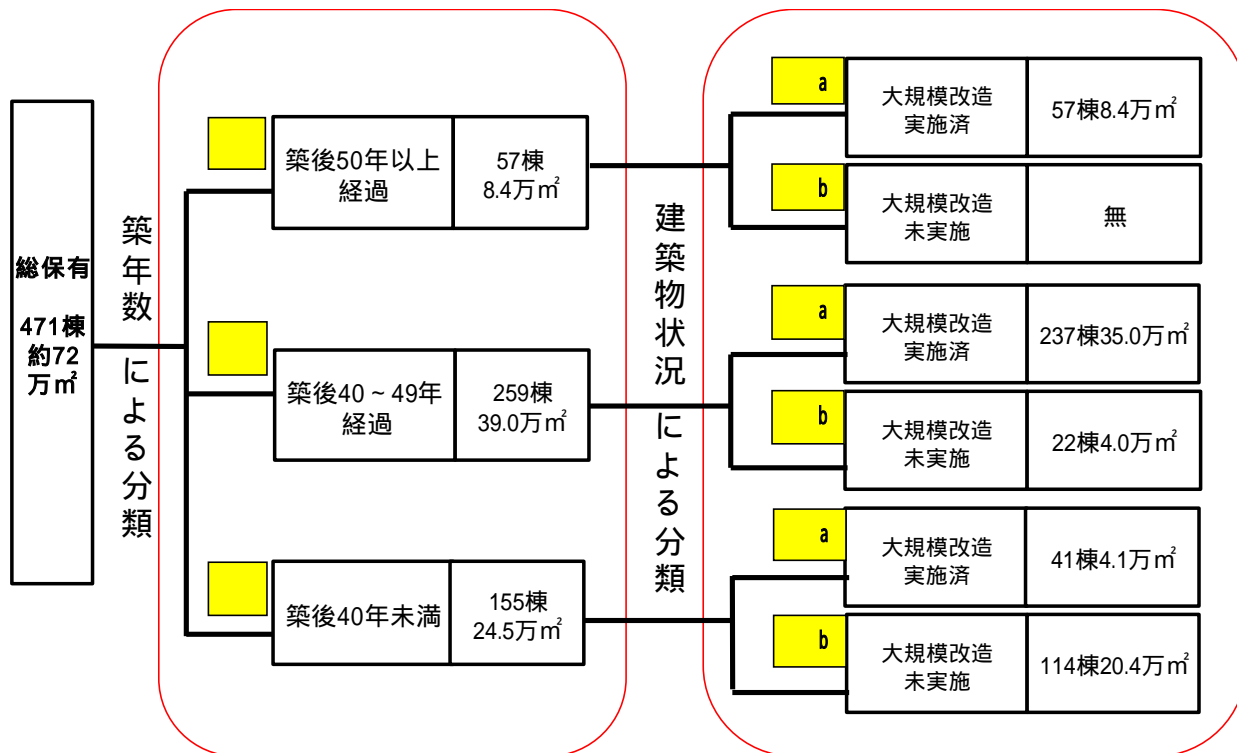 総保有
471棟
約72
万㎡
築年数による分類
築後50年以上
経過
57棟
8.4万㎡
築後40～49年
経過
259棟
39.0万㎡
築後40年未満
155棟
24.5万㎡
建築物状況による分類
a
大規模改造
実施済
57棟8.4万㎡
b
大規模改造
未実施
無
a
大規模改造
実施済
237棟35.0万㎡
b
大規模改造
未実施
22棟4.0万㎡
a
大規模改造
実施済
41棟4.1万㎡
b
大規模改造
未実施
114棟20.4万㎡